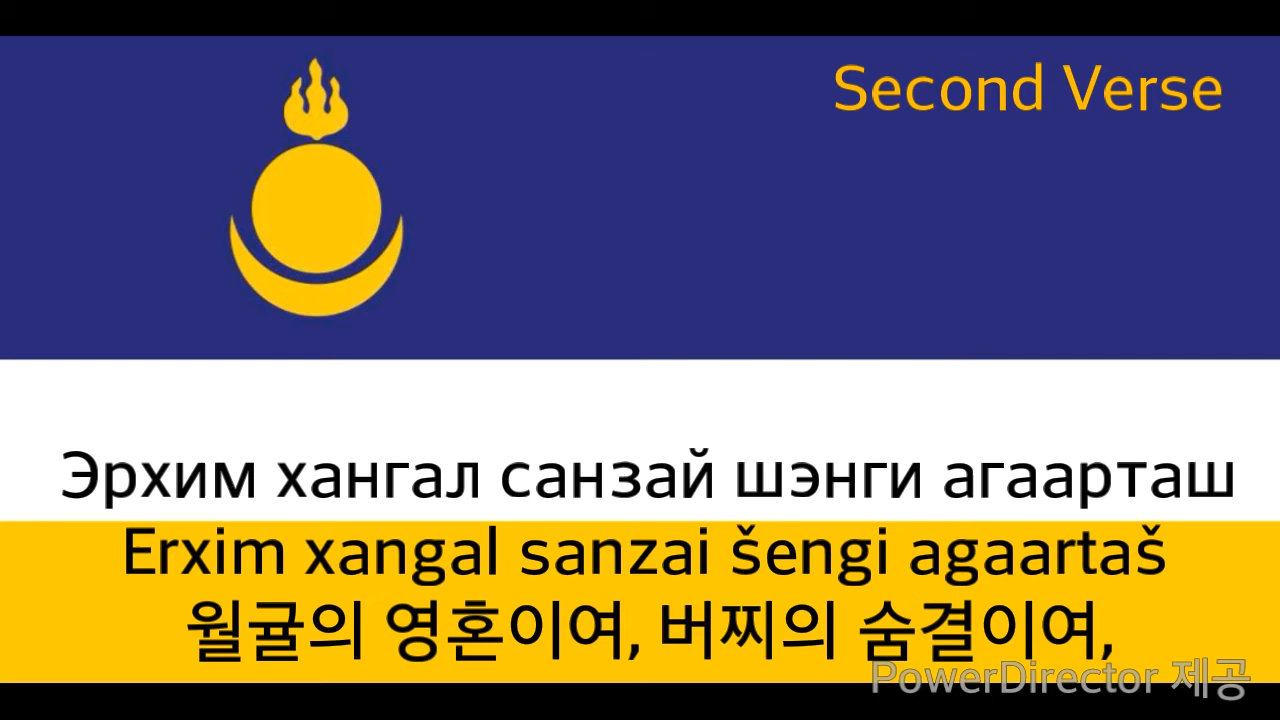 Second Verse
Эрхим хангал санзай шэнги агаарташ
Erxim xangal sanzai šengi agaartaš
월귤의 영혼이여, 버찌의 숨결이여,
PowerDirector 제공